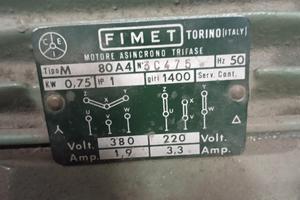 C E I
FIMET TORINO (ITALY)
MOTORE ASINCRONO TRIFASE
Tipo M 80A4 N° 3C475 Hz 50
KW 0,75 HP 1 giri 1400 Serv. Cont.
Z X Y Z X Y
U V W U V W
Volt. 380 220 Volt.
Amp. 1,9 3,3 Amp.